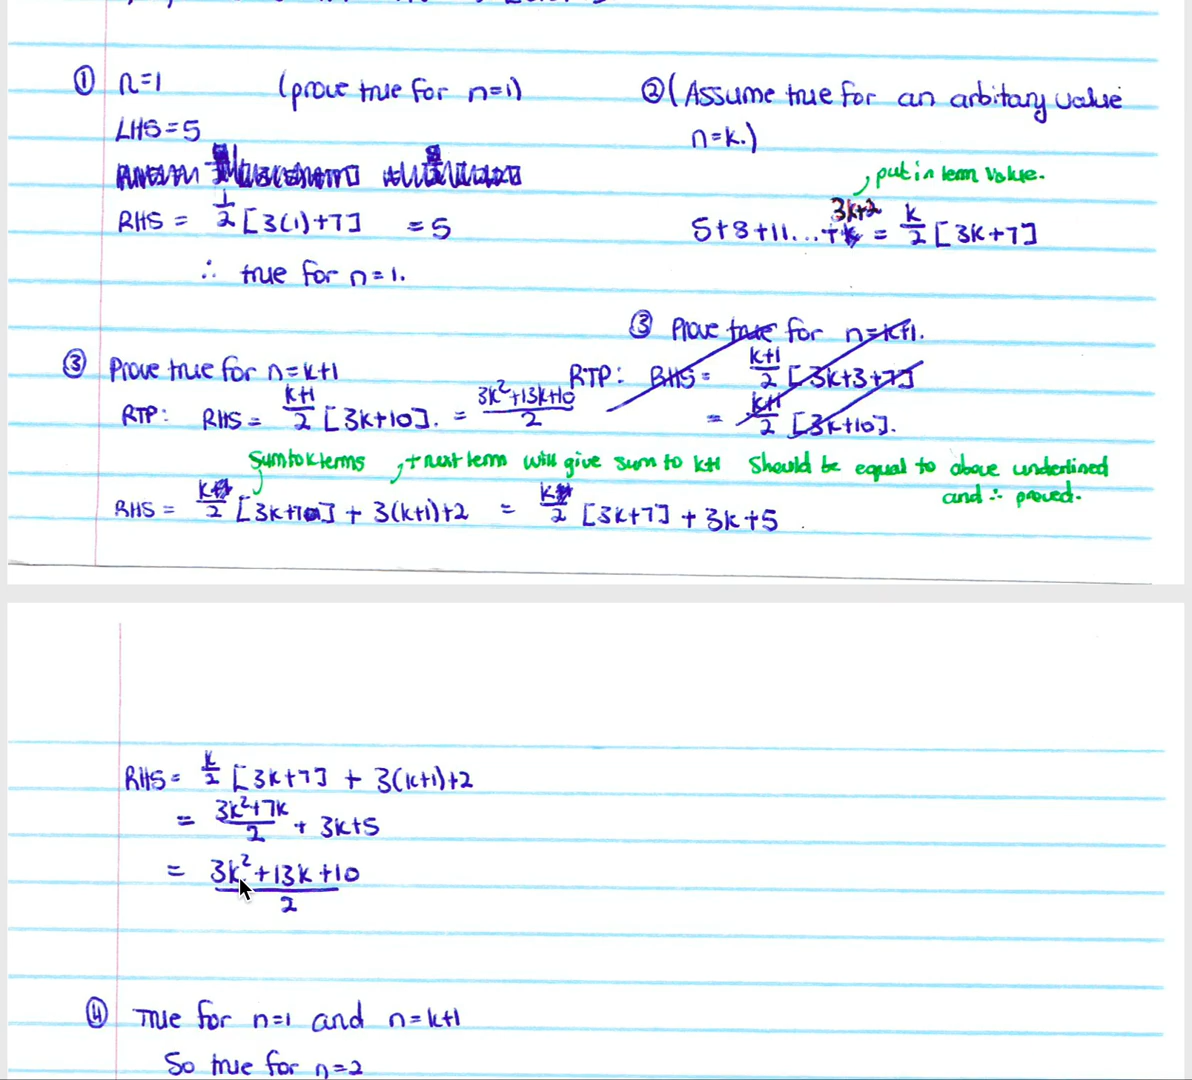 ① n=1 (prove true for n=1)
LHS=5
RHS = 1/2 [3(1)+7] = 5
∴ true for n=1.
② (Assume true for an arbitary value
n=k.)
put in term value.
5+8+11...+3k+2 = k/2 [3k+7]
③ Prove true for n=k+1.
RTP: RHS = k+1/2 [3k+3+7]
= k+1/2 [3k+10].
③ Prove true for n=k+1
RTP: RHS = k+1/2 [3k+10]. = 3k²+13k+10/2
Sum to k terms , + next term will give sum to k+1 Should be equal to above underlined
and ∴ proved.
RHS = k/2 [3k+7] + 3(k+1)+2 = k/2 [3k+7] + 3k+5
RHS = k/2 [3k+7] + 3(k+1)+2
= 3k²+7k/2 + 3k+5
= 3k²+13k+10/2
④ True for n=1 and n=k+1
So true for n=2